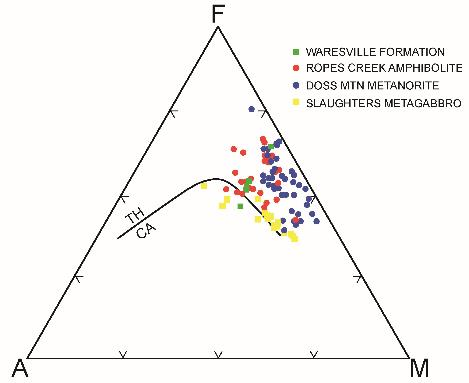 F
WARESVILLE FORMATION
ROPES CREEK AMPHIBOLITE
DOSS MTN METANORITE
SLAUGHTERS METAGABBRO
TH
CA
A
M